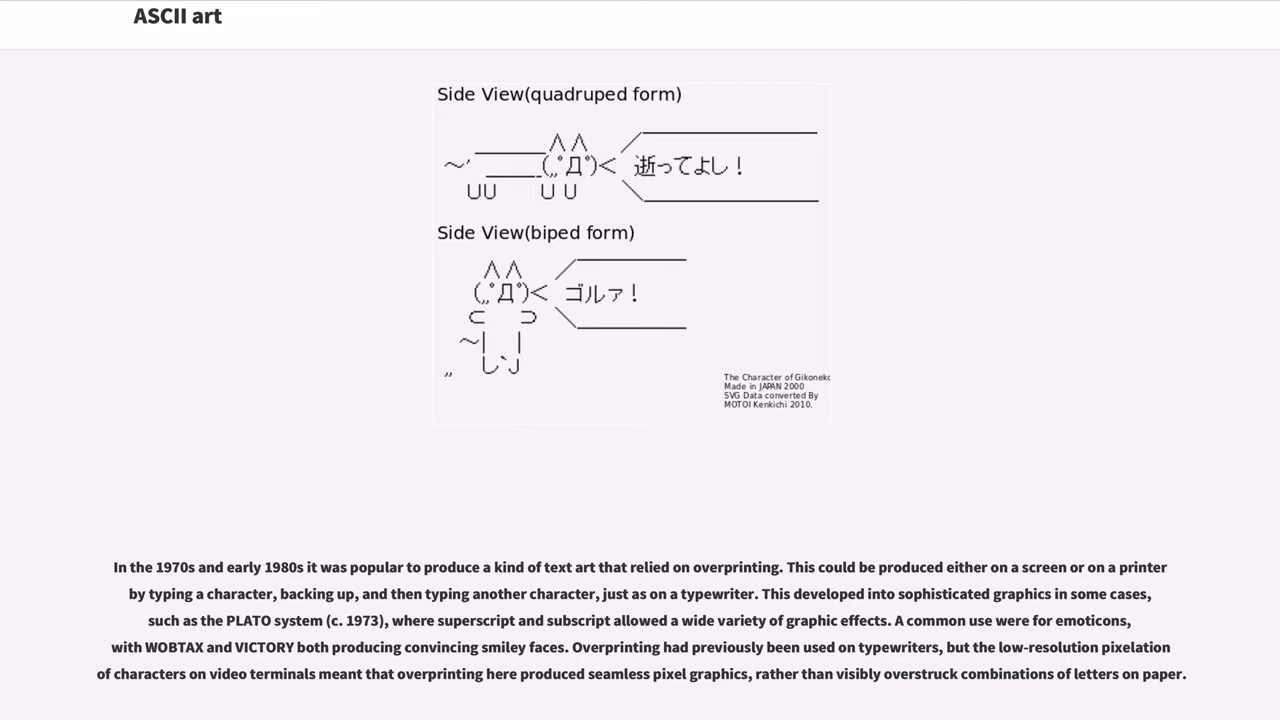 ASCII art
Side View(quadruped form)
∧∧
～′￣￣(,,ﾟДﾟ)＜ 逝ってよし！
UU U U
Side View(biped form)
∧∧
(,,ﾟДﾟ)＜ ゴルァ！
⊂ ⊃
～| |
,, し`J
The Character of Gikoneko
Made in JAPAN 2000
SVG Data converted By
MOTOI Kenkichi 2010.
In the 1970s and early 1980s it was popular to produce a kind of text art that relied on overprinting. This could be produced either on a screen or on a printer
by typing a character, backing up, and then typing another character, just as on a typewriter. This developed into sophisticated graphics in some cases,
such as the PLATO system (c. 1973), where superscript and subscript allowed a wide variety of graphic effects. A common use were for emoticons,
with WOBTAX and VICTORY both producing convincing smiley faces. Overprinting had previously been used on typewriters, but the low-resolution pixelation
of characters on video terminals meant that overprinting here produced seamless pixel graphics, rather than visibly overstruck combinations of letters on paper.